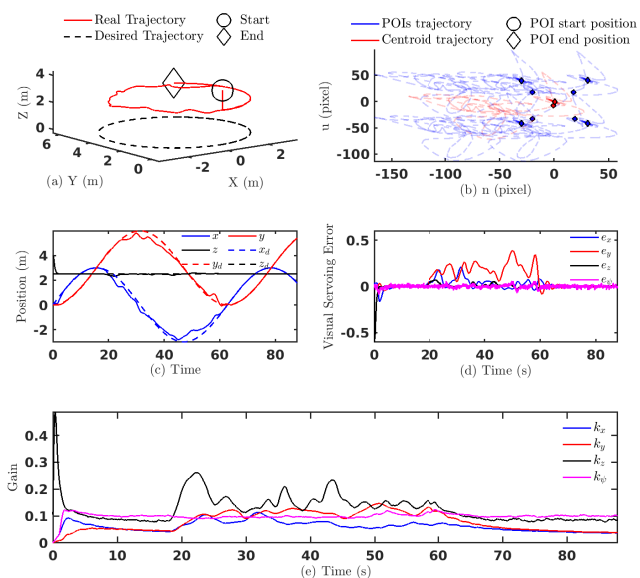 Real Trajectory Start
Desired Trajectory End
Z (m)
4
2
0
6
4
2
0
-2
0
2
(a) Y (m)
X (m)
POIs trajectory POI start position
Centroid trajectory POI end position
u (pixel)
50
0
-50
-100
-150 -100 -50 0 50
(b) n (pixel)
Position (m)
4
2
0
-2
x y
z x_d
y_d z_d
0 20 40 60 80
(c) Time
Visual Servoing Error
0.5
0
-0.5
e_x
e_y
e_z
e_ψ
0 20 40 60 80
(d) Time (s)
Gain
0.4
0.3
0.2
0.1
0
k_x
k_y
k_z
k_ψ
0 10 20 30 40 50 60 70 80
(e) Time (s)